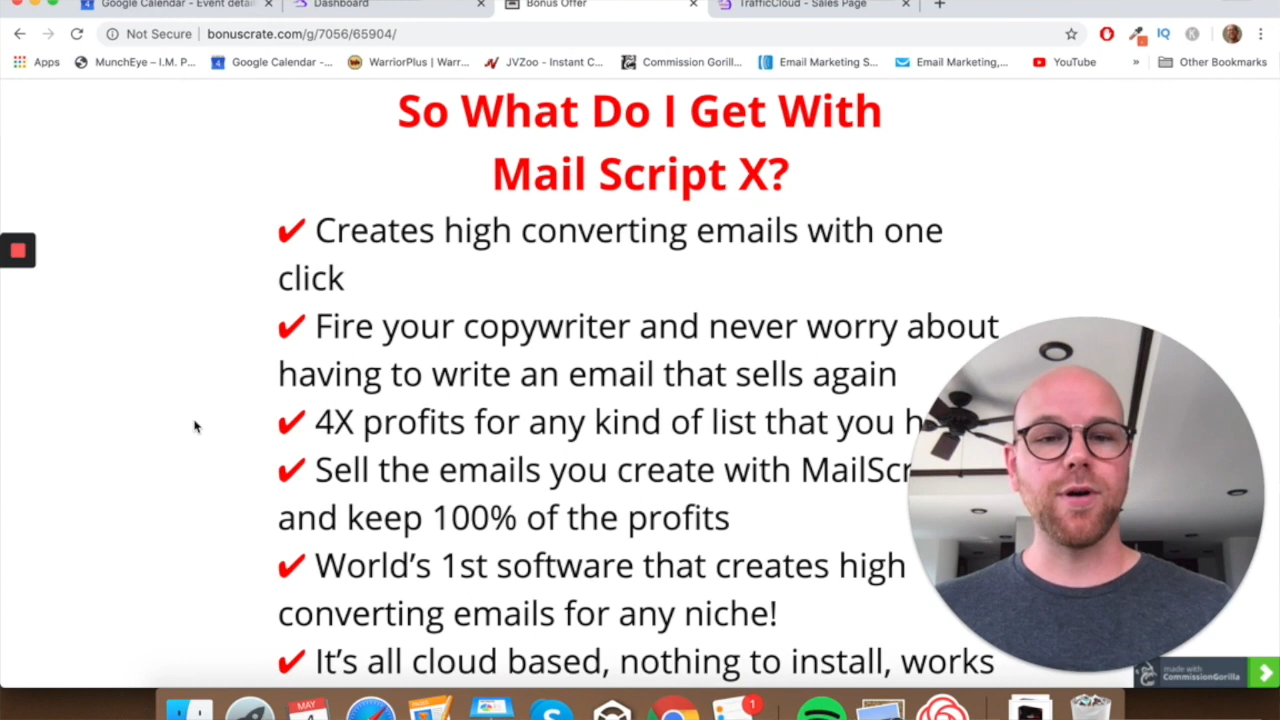 Google Calendar - Event detai
Dashboard
Bonus Offer
TrafficCloud - Sales Page
Not Secure | bonuscrate.com/g/7056/65904/
IQ
K
Apps
MunchEye – I.M. P...
Google Calendar -...
WarriorPlus | Warr...
JVZoo - Instant C...
Commission Gorill...
Email Marketing S...
Email Marketing,...
YouTube
»
Other Bookmarks
So What Do I Get With
Mail Script X?
✔ Creates high converting emails with one
click
✔ Fire your copywriter and never worry about
having to write an email that sells again
✔ 4X profits for any kind of list that you h
✔ Sell the emails you create with MailScr
and keep 100% of the profits
✔ World's 1st software that creates high
converting emails for any niche!
✔ It's all cloud based, nothing to install, works
made with
CommissionGorilla
MAY
1